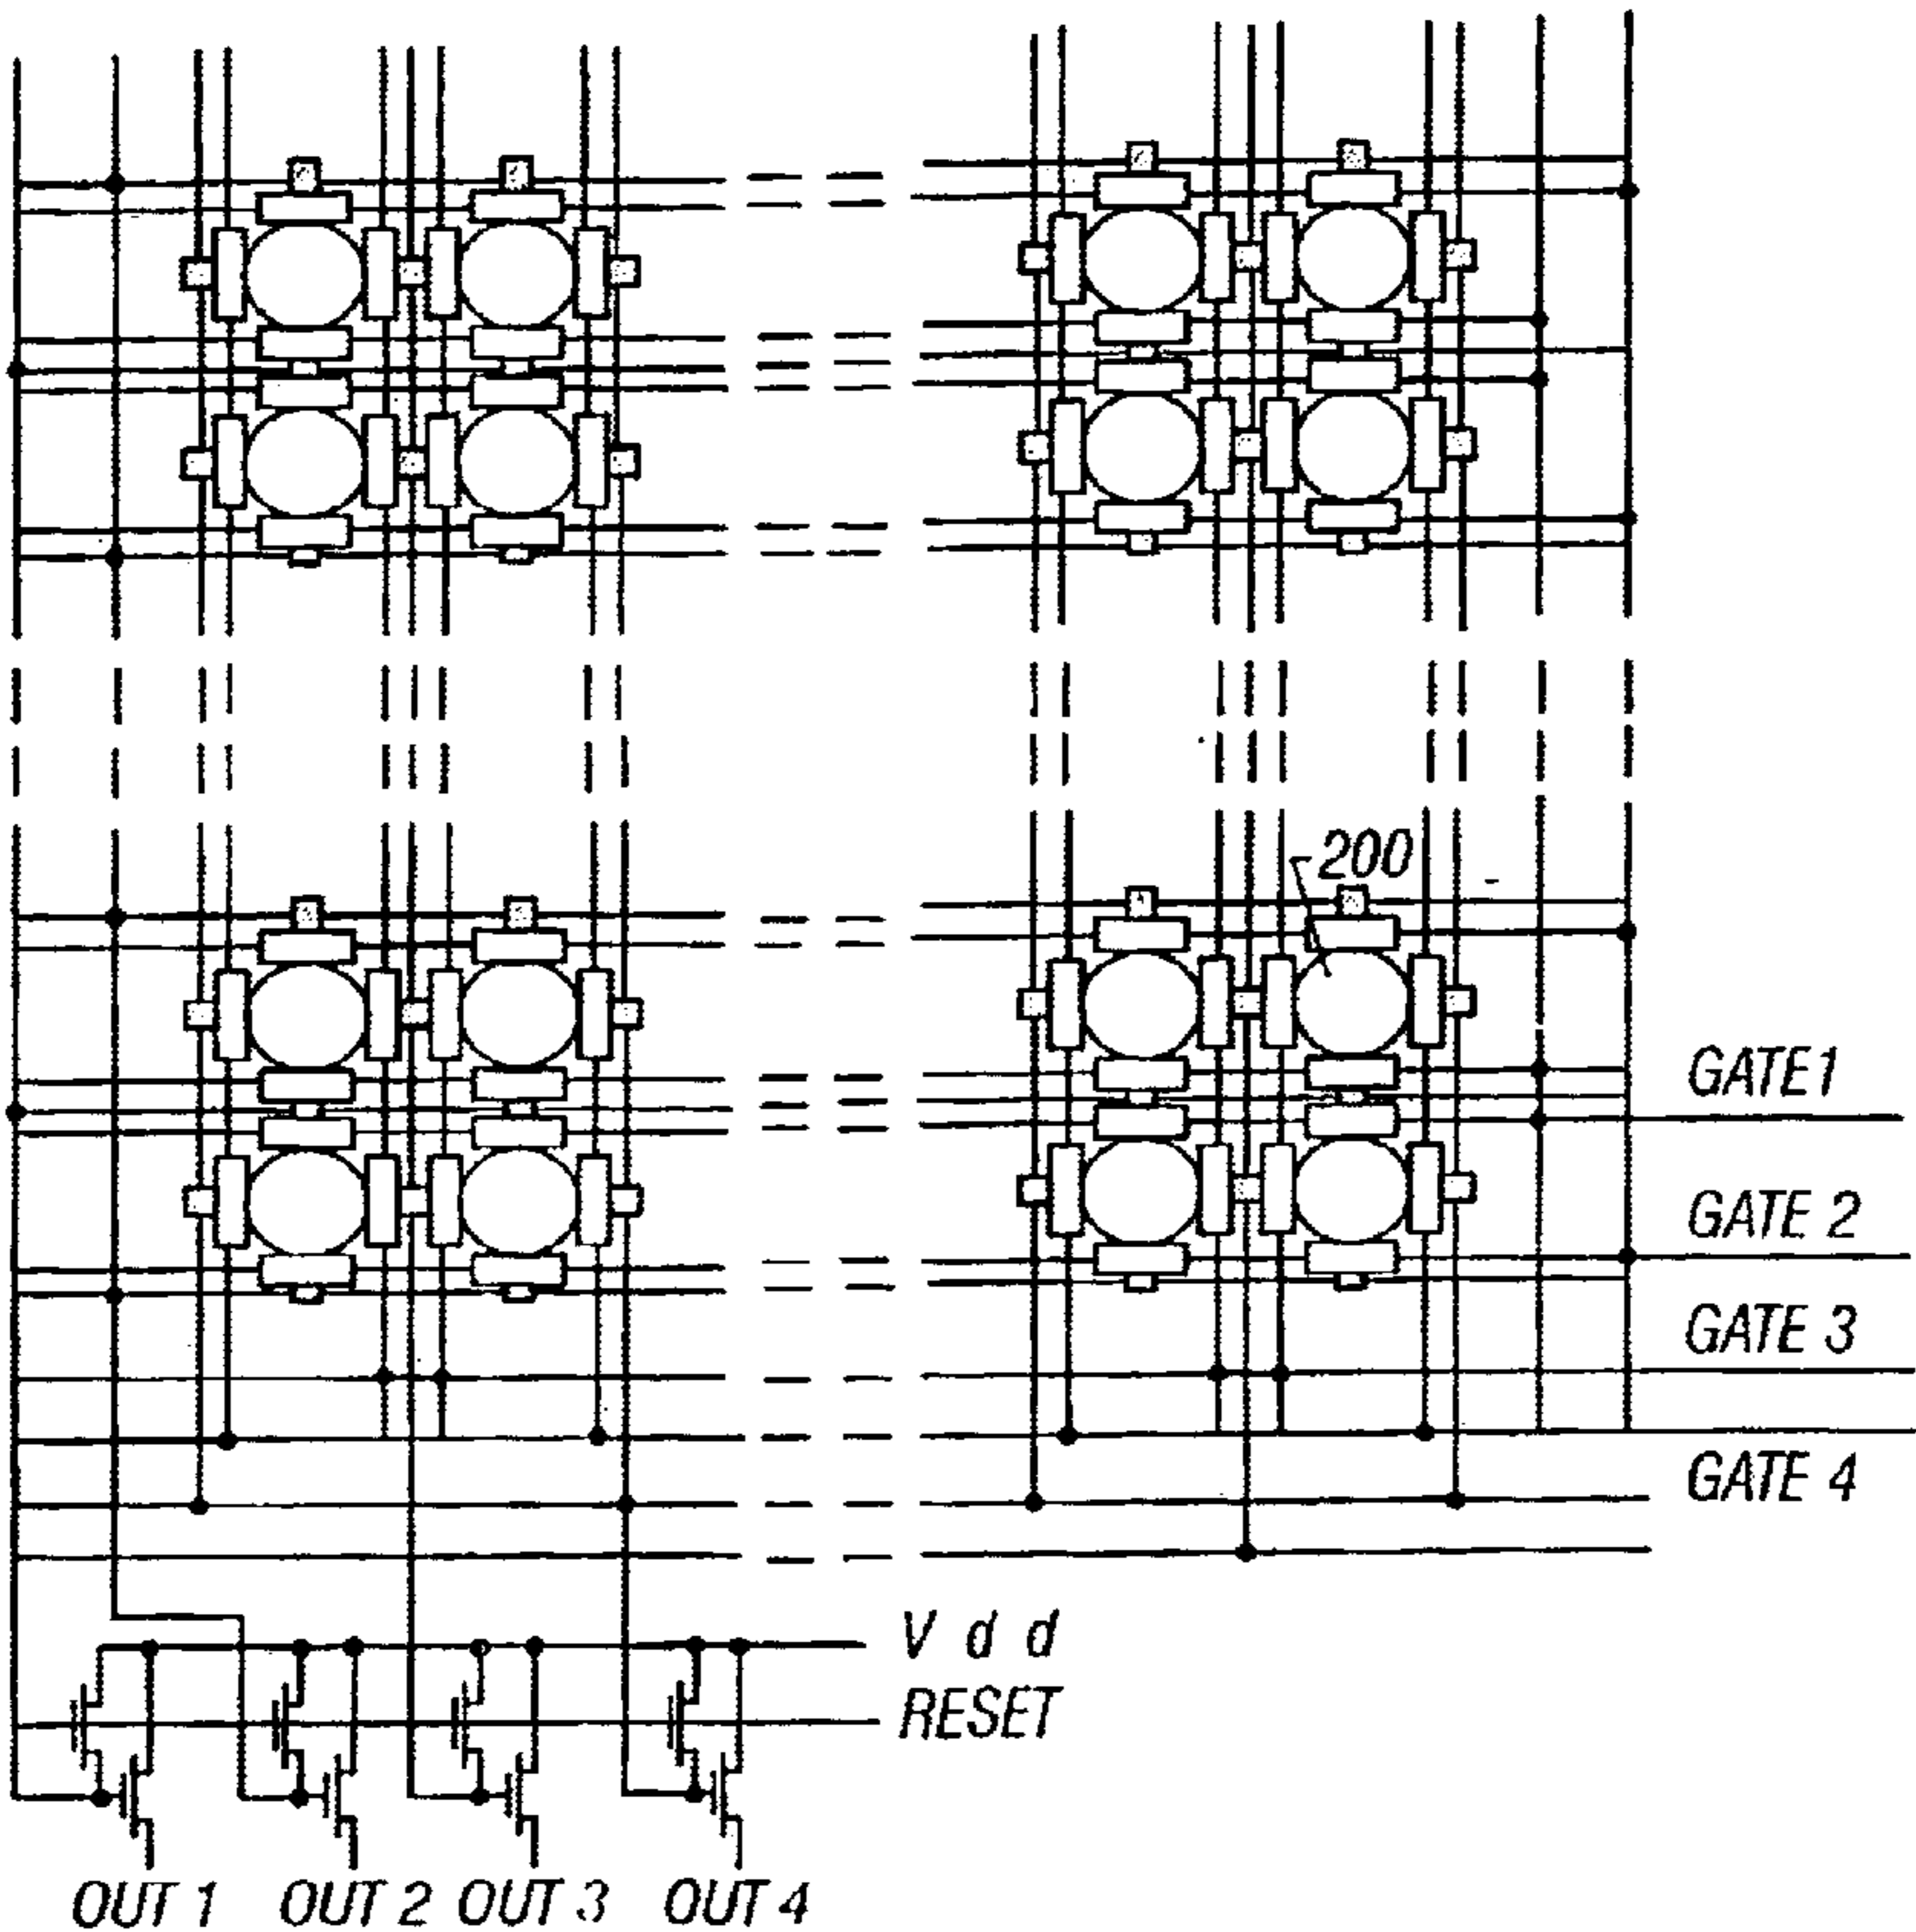 200
GATE1
GATE 2
GATE 3
GATE 4
V d d
RESET
OUT 1 OUT 2 OUT 3 OUT 4